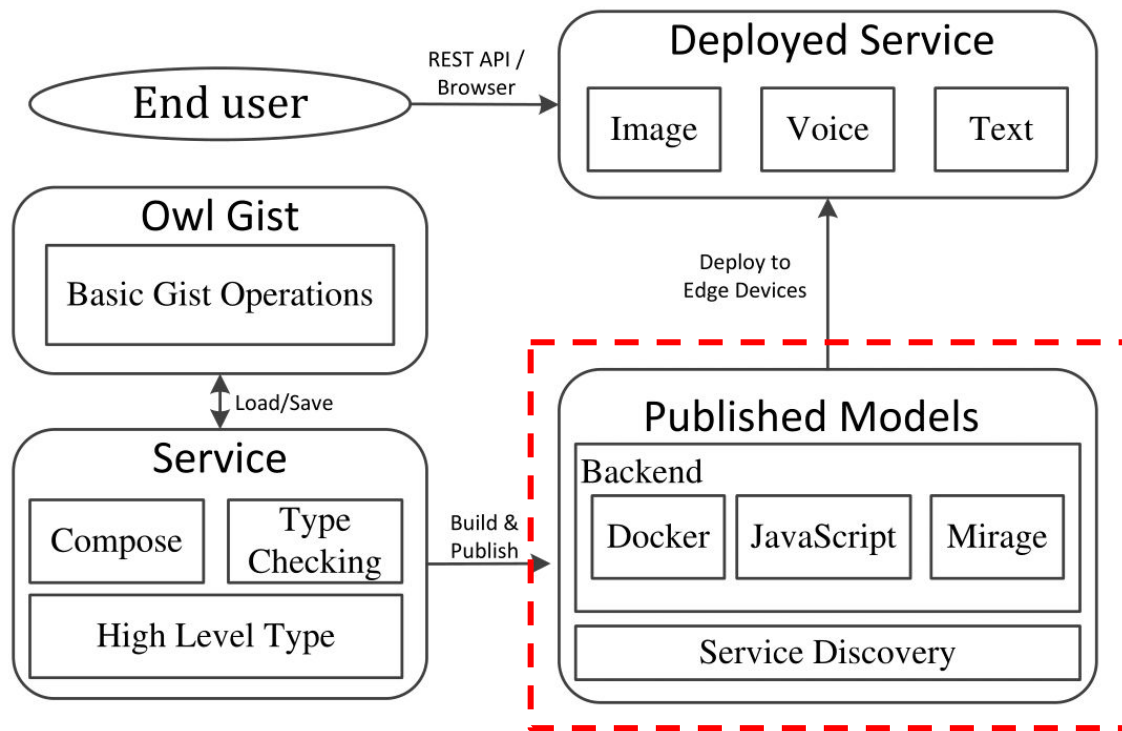 Deployed Service
REST API /
Browser
End user
Image
Voice
Text
Owl Gist
Basic Gist Operations
Deploy to
Edge Devices
Load/Save
Published Models
Service
Backend
Compose
Type
Checking
Build &
Publish
Docker
JavaScript
Mirage
High Level Type
Service Discovery